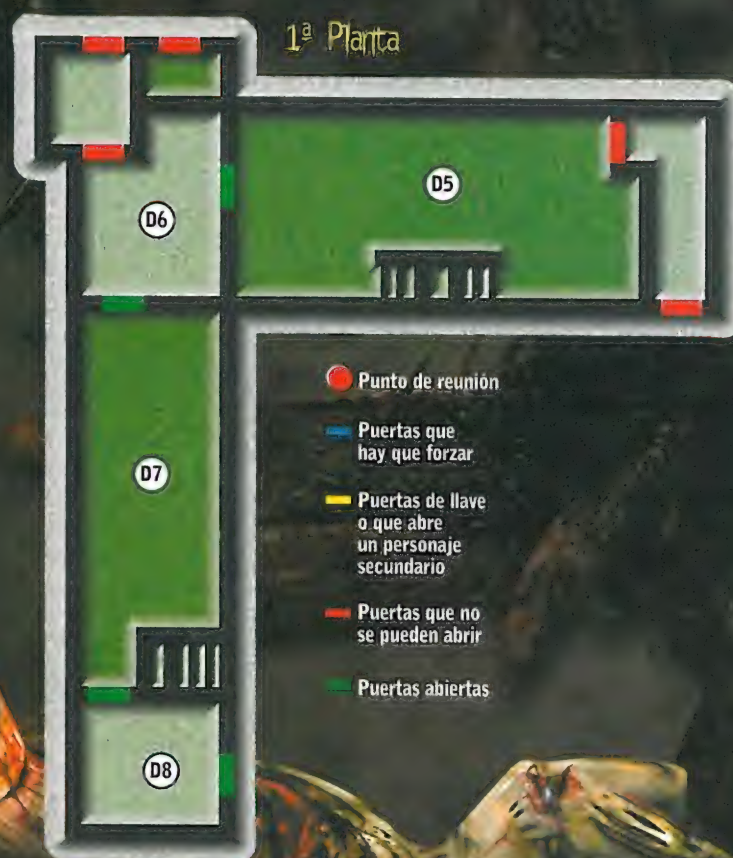 1ª Planta
D5
D6
D7
D8
Punto de reunión
Puertas que
hay que forzar
Puertas de llave
o que abre
un personaje
secundario
Puertas que no
se pueden abrir
Puertas abiertas